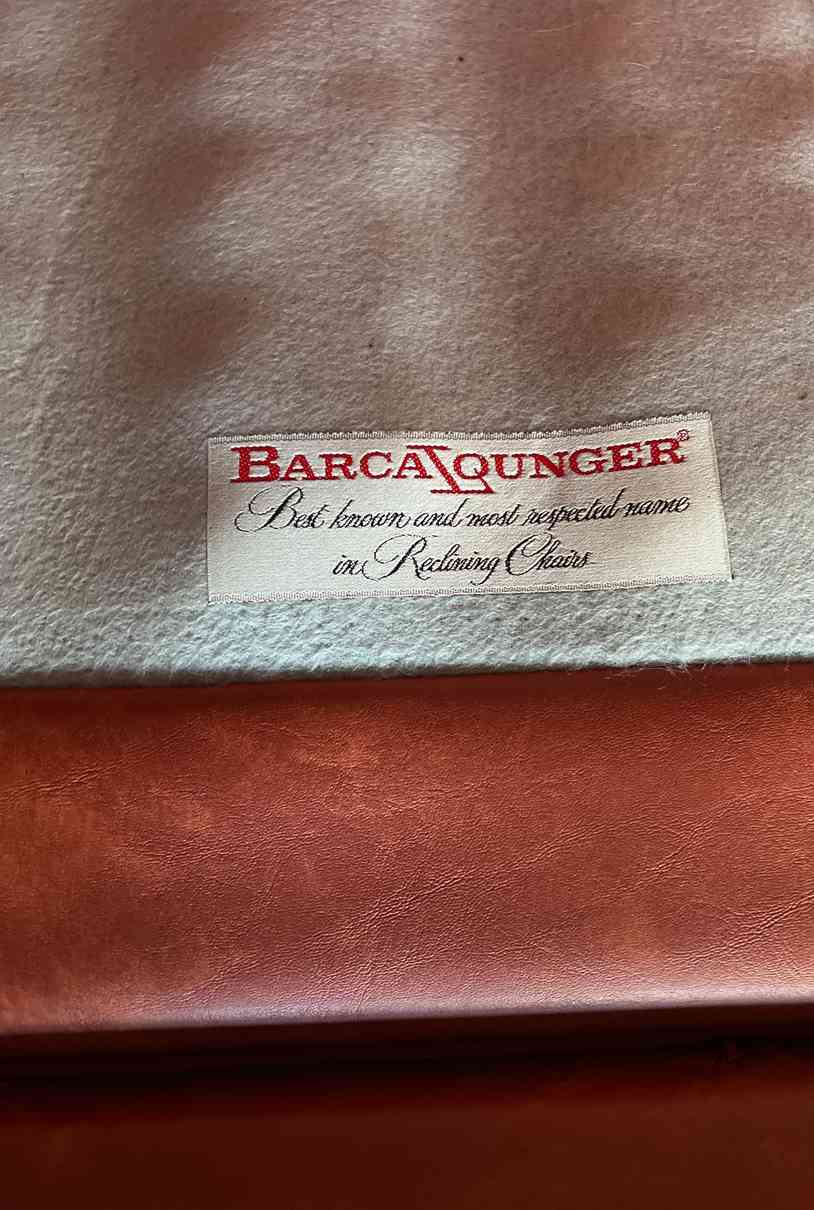 BARCALOUNGER®
Best known and most respected name
in Reclining Chairs